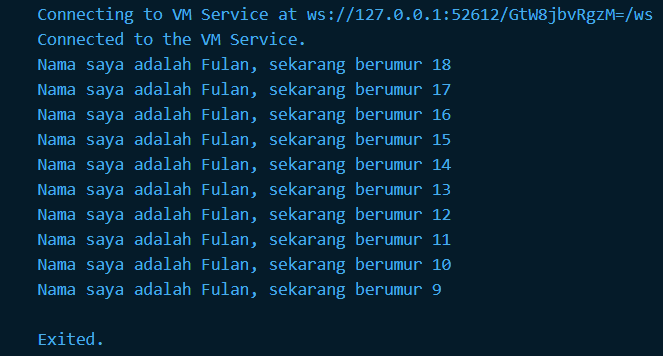 Connecting to VM Service at ws://127.0.0.1:52612/GtW8jbvRgzM=/ws
Connected to the VM Service.
Nama saya adalah Fulan, sekarang berumur 18
Nama saya adalah Fulan, sekarang berumur 17
Nama saya adalah Fulan, sekarang berumur 16
Nama saya adalah Fulan, sekarang berumur 15
Nama saya adalah Fulan, sekarang berumur 14
Nama saya adalah Fulan, sekarang berumur 13
Nama saya adalah Fulan, sekarang berumur 12
Nama saya adalah Fulan, sekarang berumur 11
Nama saya adalah Fulan, sekarang berumur 10
Nama saya adalah Fulan, sekarang berumur 9
Exited.